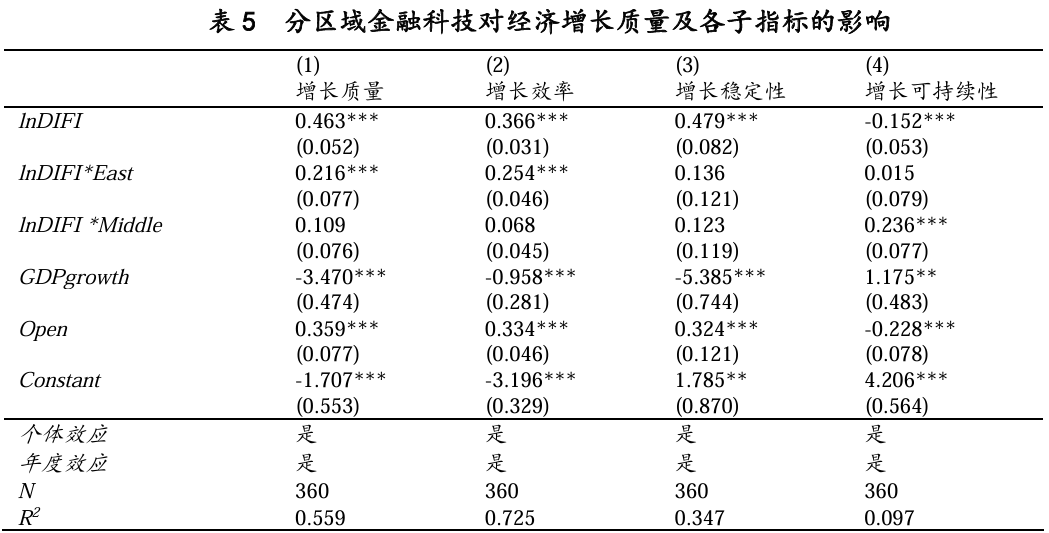 表 5 分区域金融科技对经济增长质量及各子指标的影响
(1) (2) (3) (4)
增长质量 增长效率 增长稳定性 增长可持续性
lnDIFI 0.463*** 0.366*** 0.479*** -0.152***
(0.052) (0.031) (0.082) (0.053)
lnDIFI*East 0.216*** 0.254*** 0.136 0.015
(0.077) (0.046) (0.121) (0.079)
lnDIFI *Middle 0.109 0.068 0.123 0.236***
(0.076) (0.045) (0.119) (0.077)
GDPgrowth -3.470*** -0.958*** -5.385*** 1.175**
(0.474) (0.281) (0.744) (0.483)
Open 0.359*** 0.334*** 0.324*** -0.228***
(0.077) (0.046) (0.121) (0.078)
Constant -1.707*** -3.196*** 1.785** 4.206***
(0.553) (0.329) (0.870) (0.564)
个体效应 是 是 是 是
年度效应 是 是 是 是
N 360 360 360 360
R² 0.559 0.725 0.347 0.097